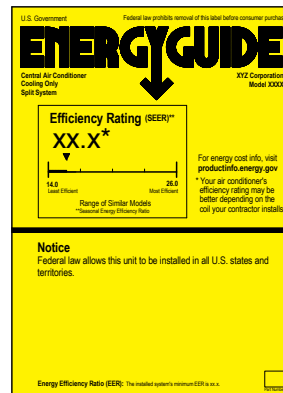 U.S. Government Federal law prohibits removal of this label before consumer purchas
ENERGYGUIDE
Central Air Conditioner
Cooling Only
Split System
XYZ Corporation
Model XXXX
Efficiency Rating (SEER)**
XX.X*
14.0 26.0
Least Efficient Most Efficient
Range of Similar Models
**Seasonal Energy Efficiency Ratio
For energy cost info, visit
productinfo.energy.gov
* Your air conditioner's
efficiency rating may be
better depending on the
coil your contractor installs
Notice
Federal law allows this unit to be installed in all U.S. states and
territories.
Energy Efficiency Ratio (EER): The installed system's minimum EER is xx.x.